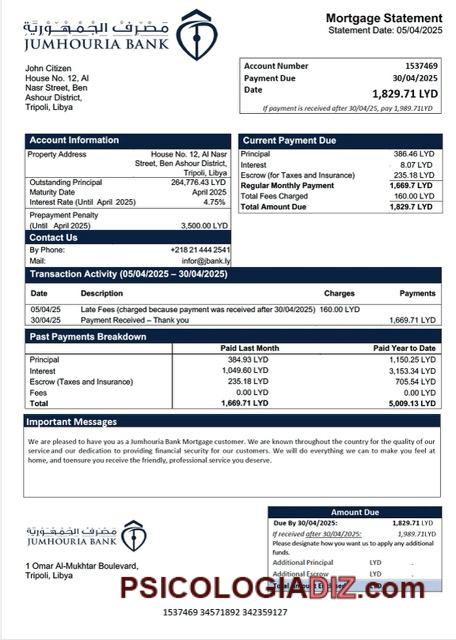 مصرف الجمهورية
JUMHOURIA BANK
Mortgage Statement
Statement Date: 05/04/2025
John Citizen
House No. 12, Al
Nasr Street, Ben
Ashour District,
Tripoli, Libya
Account Number 1537469
Payment Due 30/04/2025
Date 1,829.71 LYD
If payment is received after 30/04/25, pay 1,989.71LYD
Account Information
Property Address House No. 12, Al Nasr
Street, Ben Ashour District,
Tripoli, Libya
Outstanding Principal 264,776.43 LYD
Maturity Date April 2025
Interest Rate (Until April 2025) 4.75%
Prepayment Penalty
(Until April 2025) 3,500.00 LYD
Contact Us
By Phone: +218 21 444 2541
Mail: infor@jbank.ly
Current Payment Due
Principal 386.46 LYD
Interest 8.07 LYD
Escrow (for Taxes and Insurance) 235.18 LYD
Regular Monthly Payment 1,669.7 LYD
Total Fees Charged 160.00 LYD
Total Amount Due 1,829.7 LYD
Transaction Activity (05/04/2025 – 30/04/2025)
Date Description Charges Payments
05/04/25 Late Fees (charged because payment was received after 30/04/2025) 160.00 LYD
30/04/25 Payment Received – Thank you 1,669.71 LYD
Past Payments Breakdown
Paid Last Month Paid Year to Date
Principal 384.93 LYD 1,150.25 LYD
Interest 1,049.60 LYD 3,153.34 LYD
Escrow (Taxes and Insurance) 235.18 LYD 705.54 LYD
Fees 0.00 LYD 0.00 LYD
Total 1,669.71 LYD 5,009.13 LYD
Important Messages
We are pleased to have you as a Jumhouria Bank Mortgage customer. We are known throughout the country for the quality of our
service and our dedication to providing financial security for our customers. We will do everything we can to make you feel at
home, and toensure you receive the friendly, professional service you deserve.
مصرف الجمهورية
JUMHOURIA BANK
1 Omar Al-Mukhtar Boulevard,
Tripoli, Libya
Amount Due
Due By 30/04/2025: 1,829.71 LYD
If received after 30/04/2025: 1,989.71LYD
Please designate how you want us to apply any additional
funds.
Additional Principal LYD .
Additional Escrow LYD .
PSICOLOGIADIZ.com
1537469 34571892 342359127